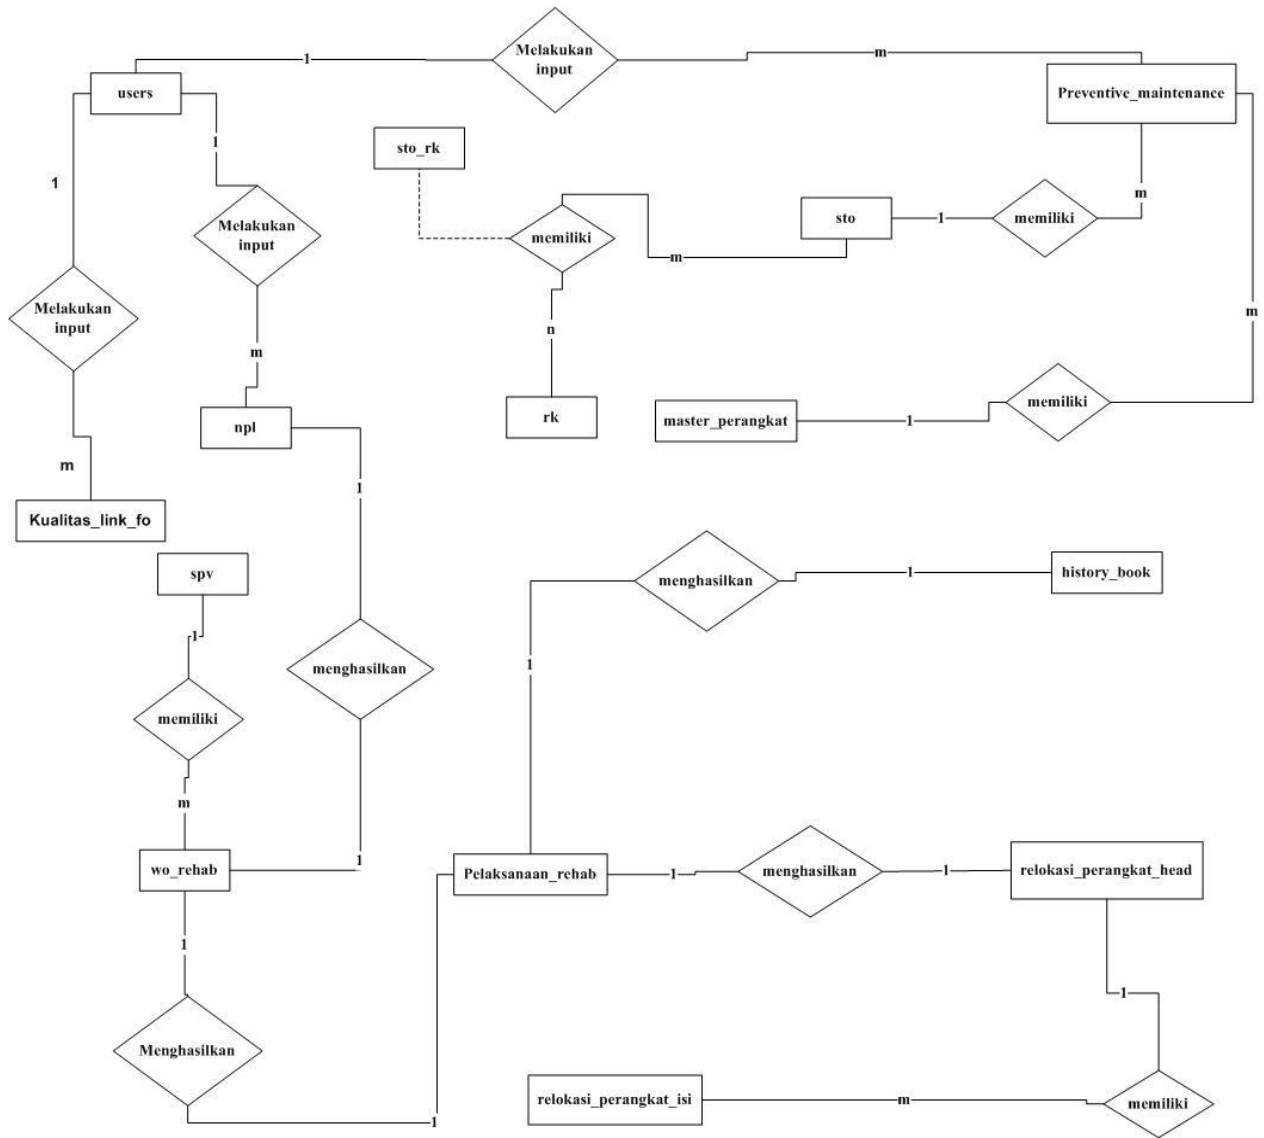 Melakukan
input
1
m
users
Preventive_maintenance
sto_rk
1
1
Melakukan
input
memiliki
sto
1
memiliki
m
m
Melakukan
input
n
m
m
memiliki
npl
rk
master_perangkat
1
m
1
Kualitas_link_fo
spv
menghasilkan
1
history_book
1
menghasilkan
1
memiliki
m
1
wo_rehab
Pelaksanaan_rehab
1
menghasilkan
1
relokasi_perangkat_head
1
1
Menghasilkan
relokasi_perangkat_isi
m
memiliki
1